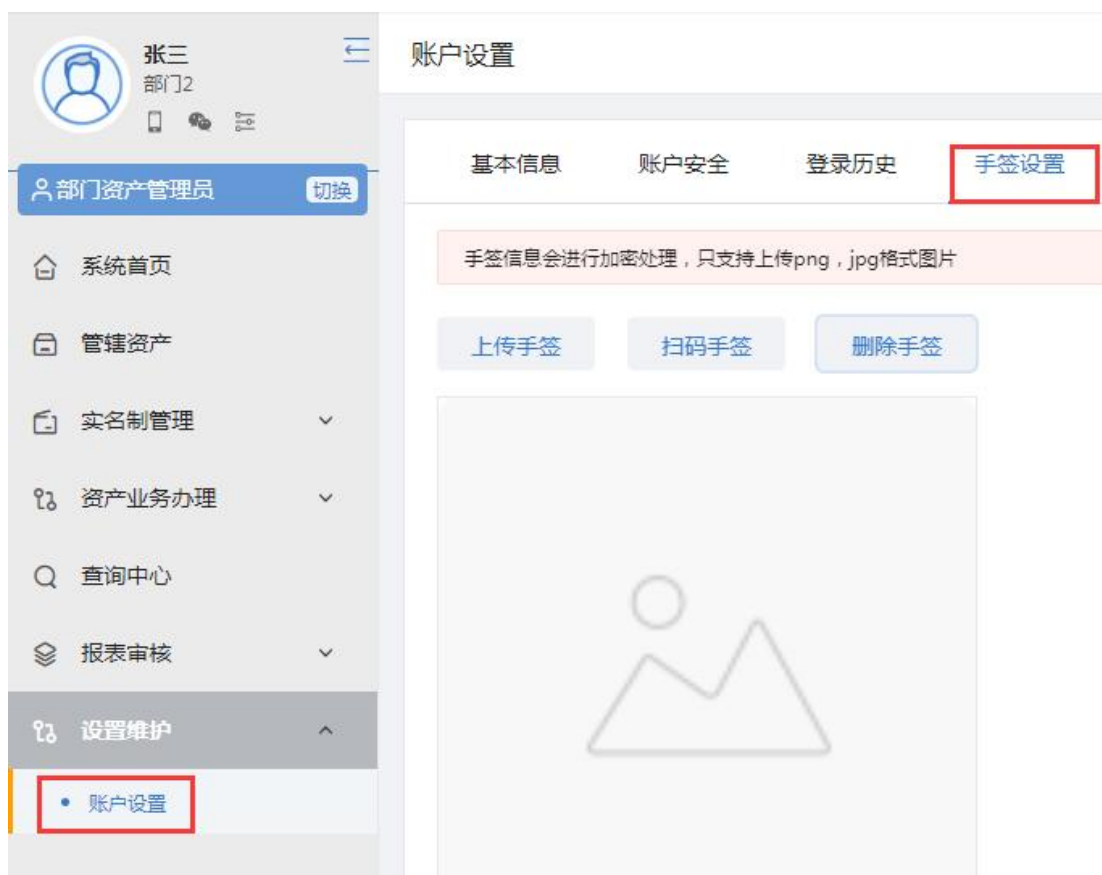 张三
部门2
部门资产管理员 切换
系统首页
管辖资产
实名制管理
资产业务办理
查询中心
报表审核
设置维护
账户设置
账户设置
基本信息 账户安全 登录历史 手签设置
手签信息会进行加密处理，只支持上传png，jpg格式图片
上传手签 扫码手签 删除手签